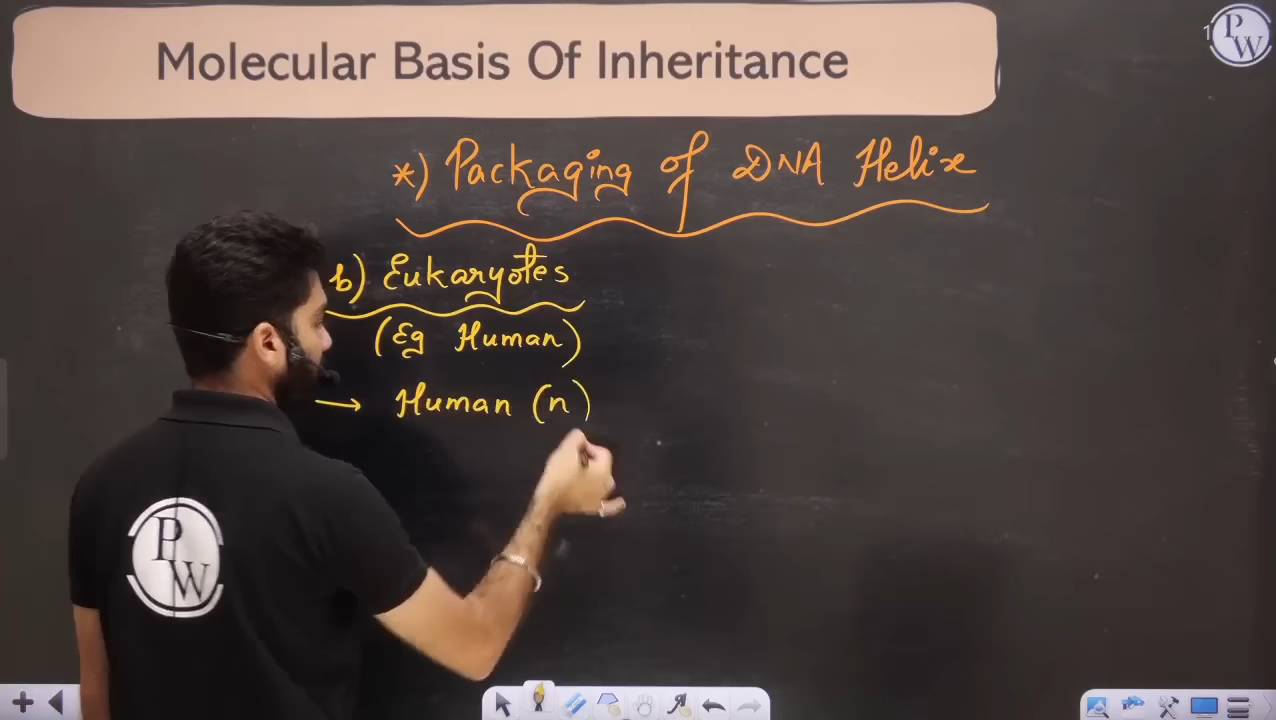 Molecular Basis Of Inheritance
PW
*) Packaging of DNA Helix
b) Eukaryotes
(Eg Human)
→ Human (n)
PW